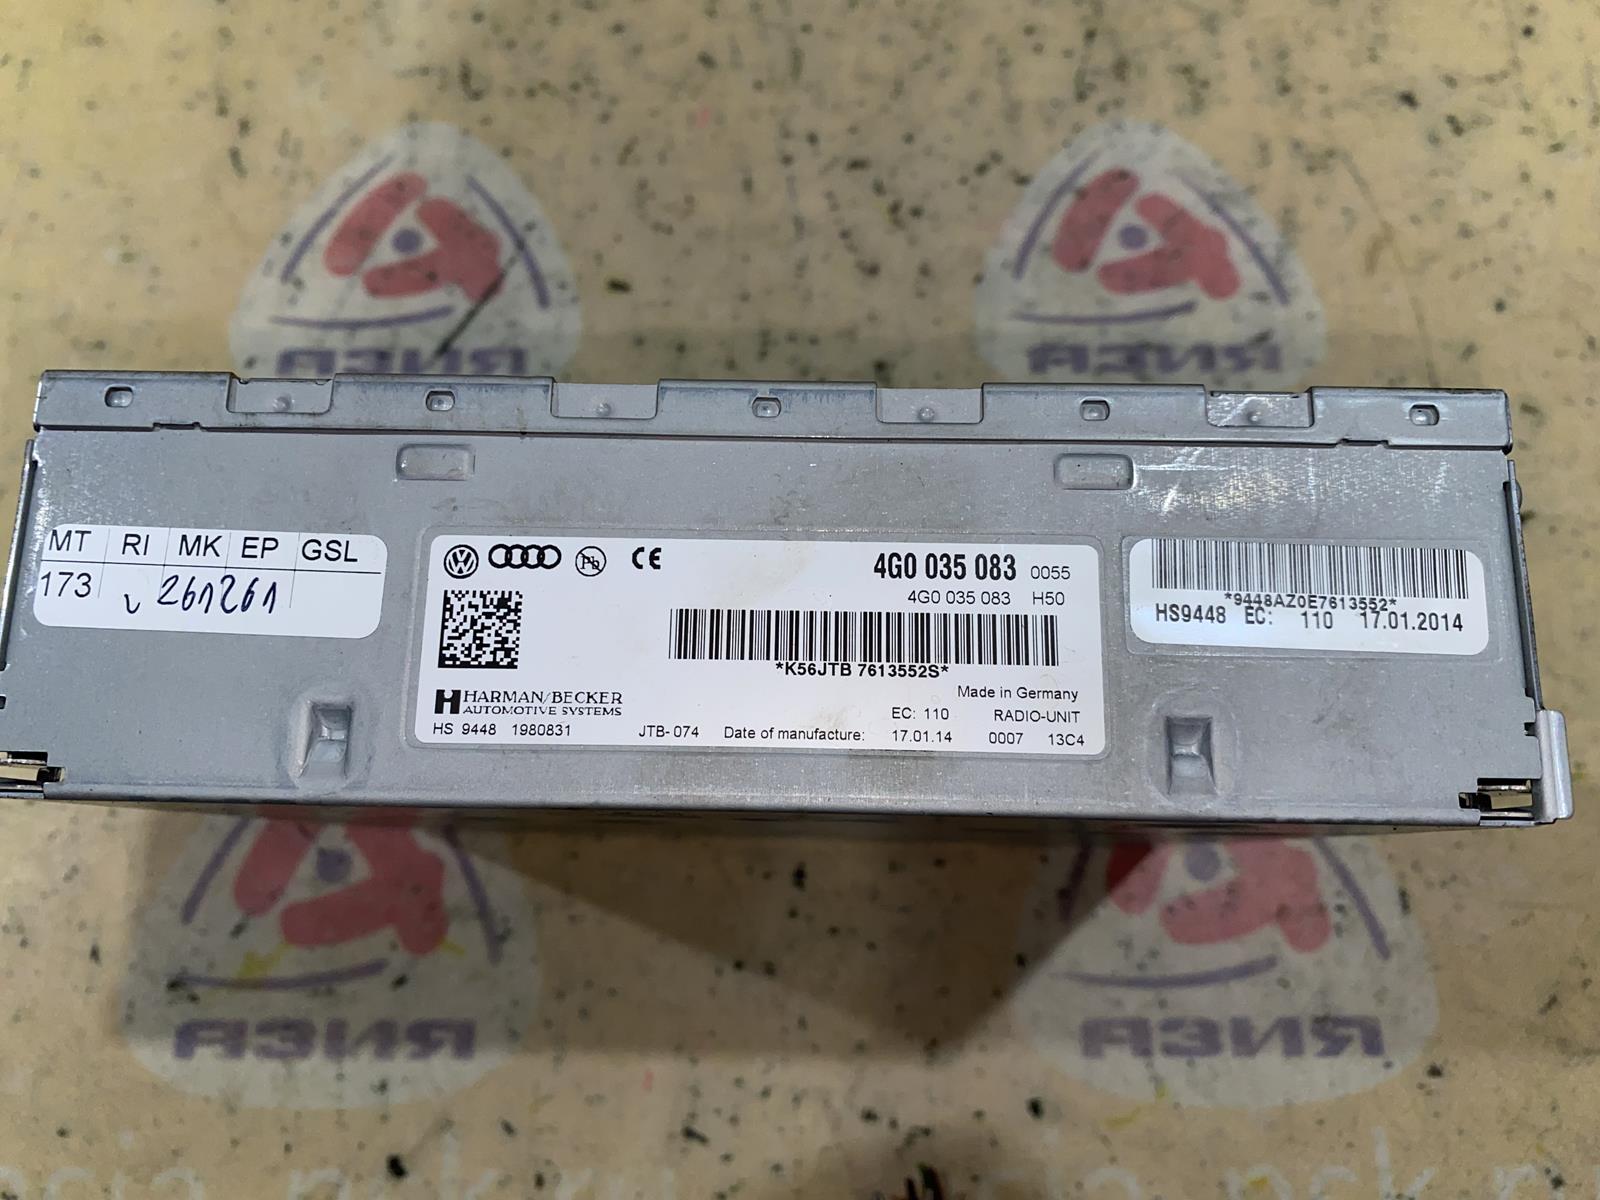 АЗИЯ
АЗИЯ
MT RI MK EP GSL
173 261261
CE
4G0 035 083 0055
4G0 035 083 H50
*K56JTB 7613552S*
Made in Germany
HARMAN/BECKER
AUTOMOTIVE SYSTEMS
EC: 110 RADIO-UNIT
HS 9448 1980831 JTB-074 Date of manufacture: 17.01.14 0007 13C4
*9448AZ0E7613552*
HS9448 EC: 110 17.01.2014
АЗИЯ
АЗИЯ